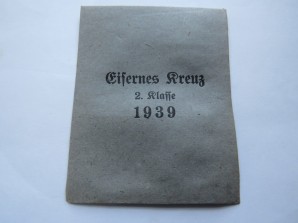 Eisernes Kreuz
2. Klasse
1939